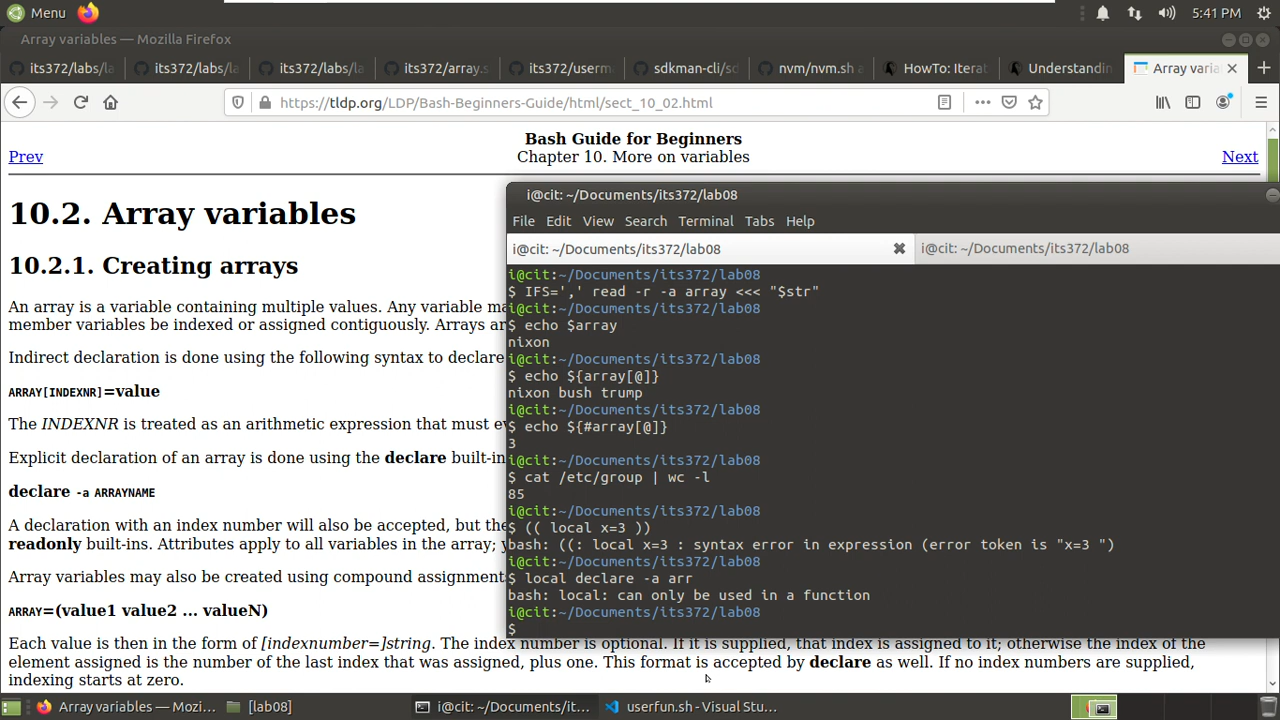 Menu
5:41 PM
Array variables — Mozilla Firefox
its372/labs/la
its372/labs/la
its372/labs/la
its372/array.s
its372/userm
sdkman-cli/sd
nvm/nvm.sh a
HowTo: Iterat
Understandin
Array varia
https://tldp.org/LDP/Bash-Beginners-Guide/html/sect_10_02.html
Bash Guide for Beginners
Prev
Chapter 10. More on variables
Next
10.2. Array variables
10.2.1. Creating arrays
An array is a variable containing multiple values. Any variable ma
member variables be indexed or assigned contiguously. Arrays ar
Indirect declaration is done using the following syntax to declare
ARRAY[INDEXNR]=value
The INDEXNR is treated as an arithmetic expression that must ev
Explicit declaration of an array is done using the declare built-in
declare -a ARRAYNAME
A declaration with an index number will also be accepted, but the
readonly built-ins. Attributes apply to all variables in the array; y
Array variables may also be created using compound assignment
ARRAY=(value1 value2 ... valueN)
Each value is then in the form of [indexnumber=]string. The index number is optional. If it is supplied, that index is assigned to it; otherwise the index of the
element assigned is the number of the last index that was assigned, plus one. This format is accepted by declare as well. If no index numbers are supplied,
indexing starts at zero.
i@cit: ~/Documents/its372/lab08
File Edit View Search Terminal Tabs Help
i@cit: ~/Documents/its372/lab08
i@cit: ~/Documents/its372/lab08
i@cit:~/Documents/its372/lab08
$ IFS=',' read -r -a array <<< "$str"
i@cit:~/Documents/its372/lab08
$ echo $array
nixon
i@cit:~/Documents/its372/lab08
$ echo ${array[@]}
nixon bush trump
i@cit:~/Documents/its372/lab08
$ echo ${#array[@]}
3
i@cit:~/Documents/its372/lab08
$ cat /etc/group | wc -l
85
i@cit:~/Documents/its372/lab08
$ (( local x=3 ))
bash: ((: local x=3 : syntax error in expression (error token is "x=3 ")
i@cit:~/Documents/its372/lab08
$ local declare -a arr
bash: local: can only be used in a function
i@cit:~/Documents/its372/lab08
$
Array variables — Mozi...
[lab08]
i@cit: ~/Documents/it...
userfun.sh - Visual Stu...